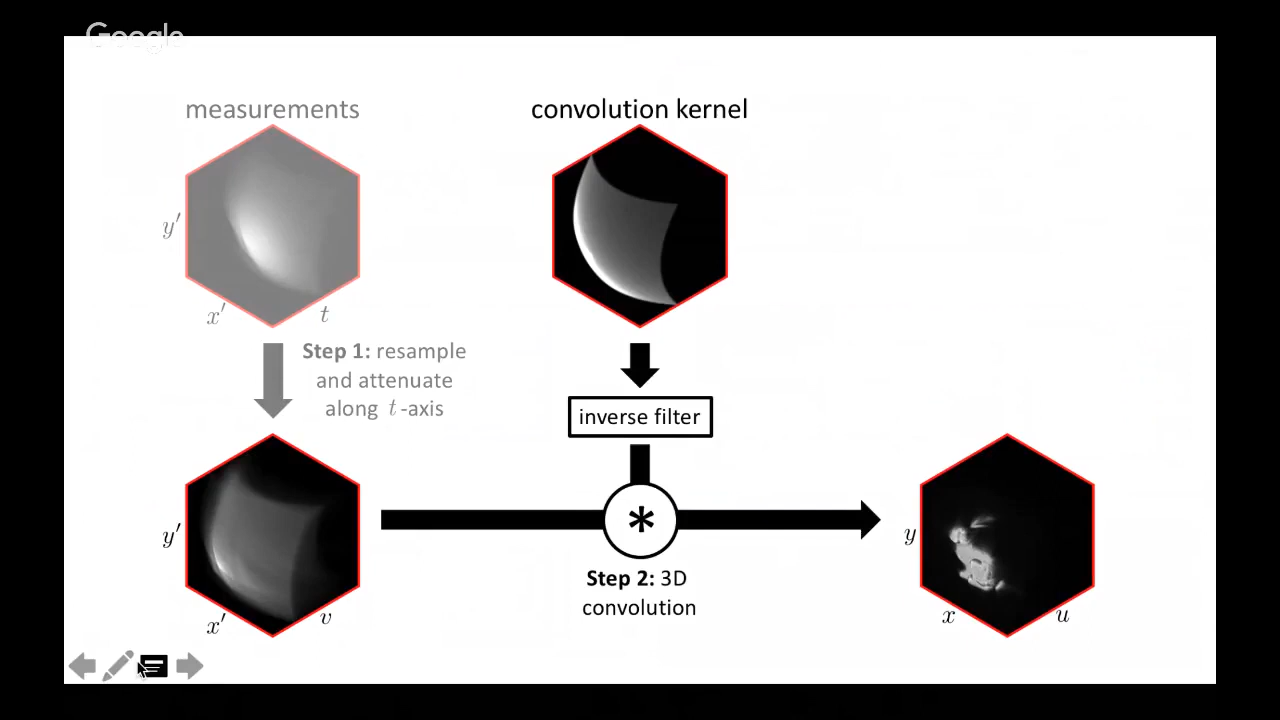 Google
measurements
convolution kernel
y′
x′
t
Step 1: resample
and attenuate
along t-axis
inverse filter
*
y′
x′
v
Step 2: 3D
convolution
y
x
u